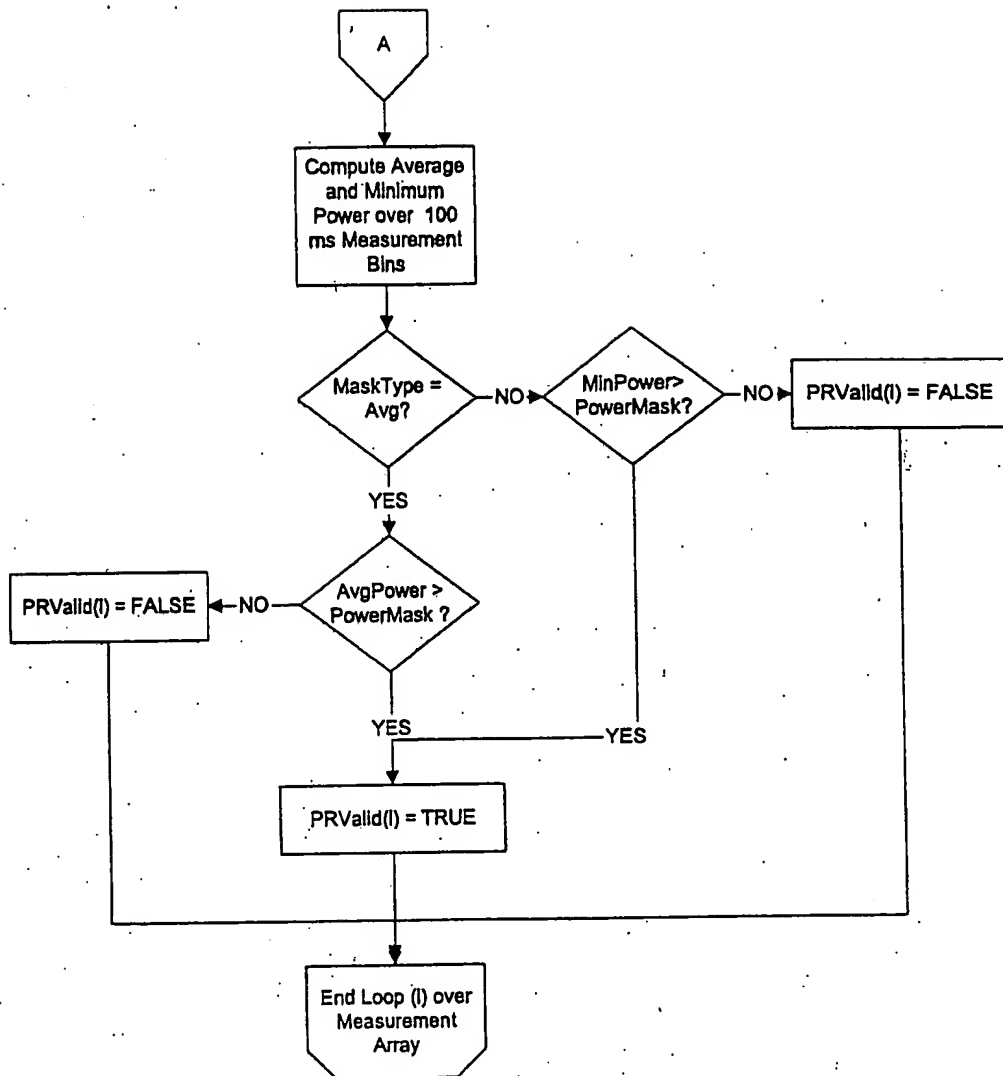 A
Compute Average
and Minimum
Power over 100
ms Measurement
Bins
MaskType =
Avg?
NO
MinPower>
PowerMask?
NO
PRValid(I) = FALSE
YES
AvgPower >
PowerMask ?
NO
PRValid(I) = FALSE
YES
YES
PRValid(I) = TRUE
End Loop (I) over
Measurement
Array